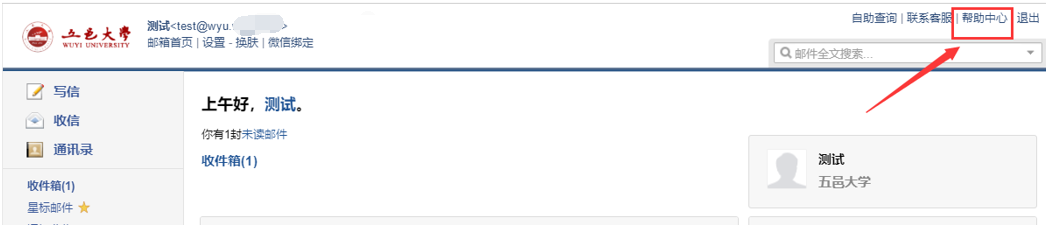 五邑大學
WUYI UNIVERSITY
测试<test@wyu.
邮箱首页 | 设置 - 换肤 | 微信绑定
自助查询 | 联系客服 | 帮助中心 退出
邮件全文搜索...
写信
收信
通讯录
收件箱(1)
星标邮件
上午好，测试。
你有1封未读邮件
收件箱(1)
测试
五邑大学